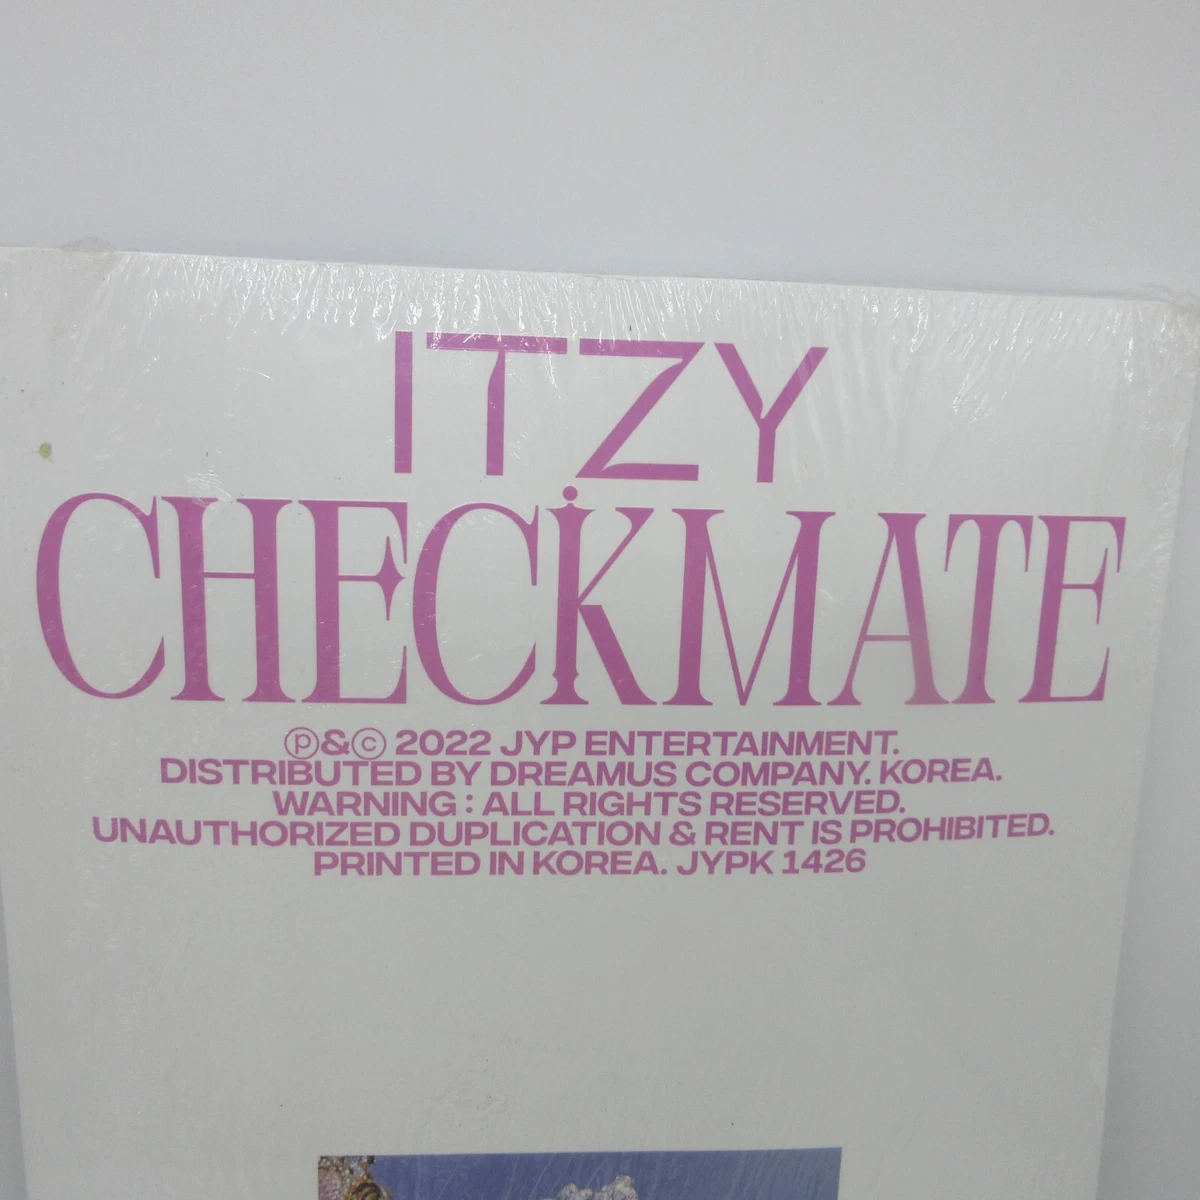 ITZY
CHECKMATE
ⓟ&ⓒ 2022 JYP ENTERTAINMENT.
DISTRIBUTED BY DREAMUS COMPANY. KOREA.
WARNING : ALL RIGHTS RESERVED.
UNAUTHORIZED DUPLICATION & RENT IS PROHIBITED.
PRINTED IN KOREA. JYPK 1426